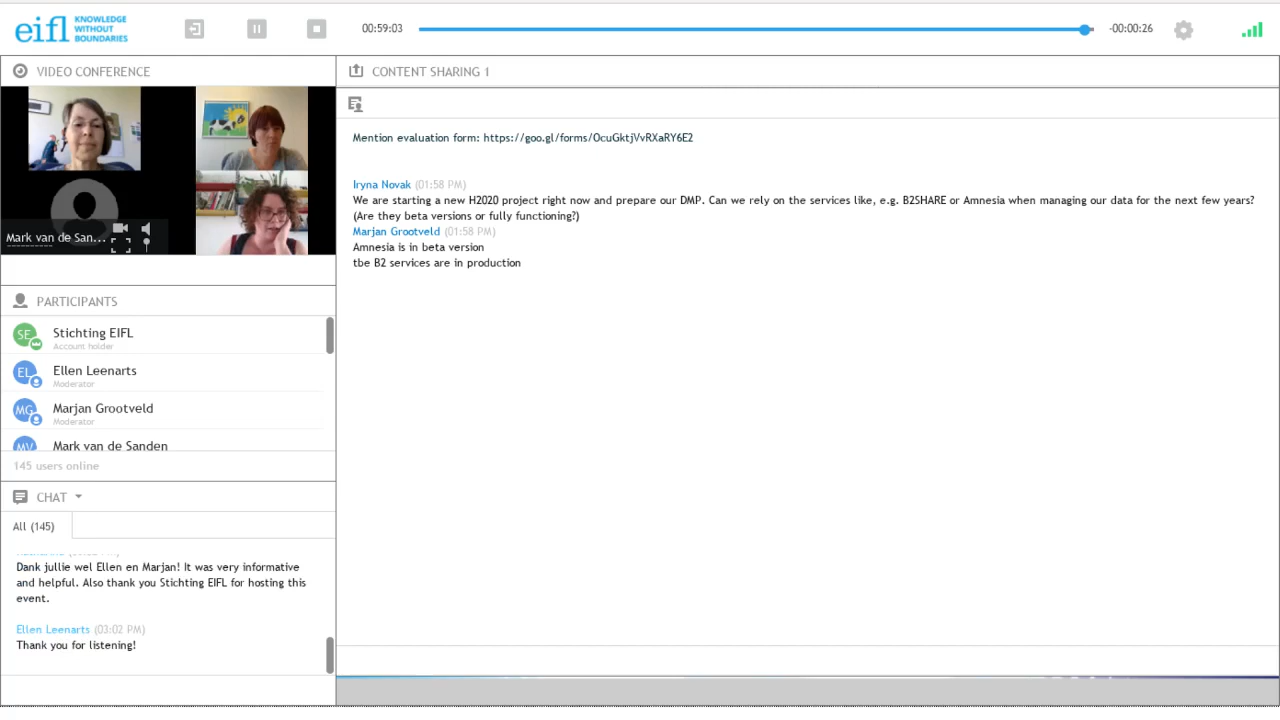 eifl KNOWLEDGE
WITHOUT
BOUNDARIES
00:59:03
-00:00:26
VIDEO CONFERENCE
Mark van de San...
PARTICIPANTS
SE Stichting EIFL
Account holder
EL Ellen Leenarts
Moderator
MG Marjan Grootveld
Moderator
MV Mark van de Sanden
145 users online
CHAT
All (145)
Dank jullie wel Ellen en Marjan! It was very informative
and helpful. Also thank you Stichting EIFL for hosting this
event.
Ellen Leenarts (03:02 PM)
Thank you for listening!
CONTENT SHARING 1
Mention evaluation form: https://goo.gl/forms/OcuGktjVvRXaRY6E2
Iryna Novak (01:58 PM)
We are starting a new H2020 project right now and prepare our DMP. Can we rely on the services like, e.g. B2SHARE or Amnesia when managing our data for the next few years?
(Are they beta versions or fully functioning?)
Marjan Grootveld (01:58 PM)
Amnesia is in beta version
tbe B2 services are in production